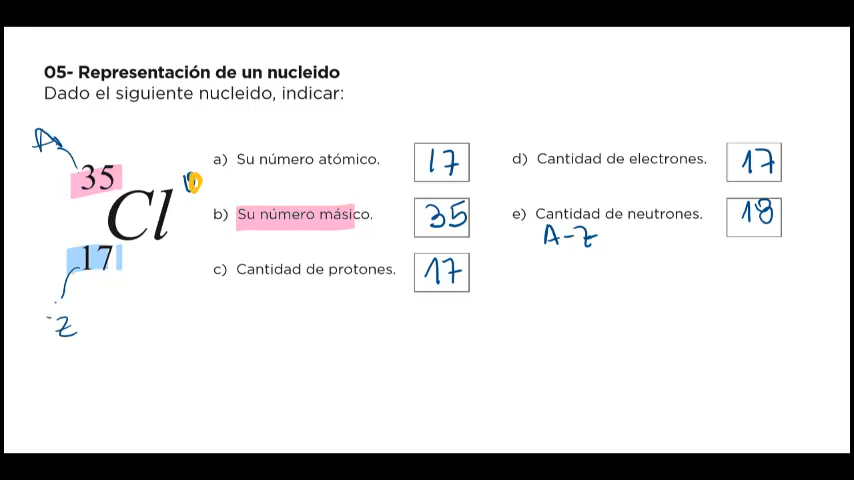 05- Representación de un nucleido
Dado el siguiente nucleido, indicar:
A
35
Cl 0
17
Z
a) Su número atómico. 17
b) Su número másico. 35
c) Cantidad de protones. 17
d) Cantidad de electrones. 17
e) Cantidad de neutrones. 18
A-Z